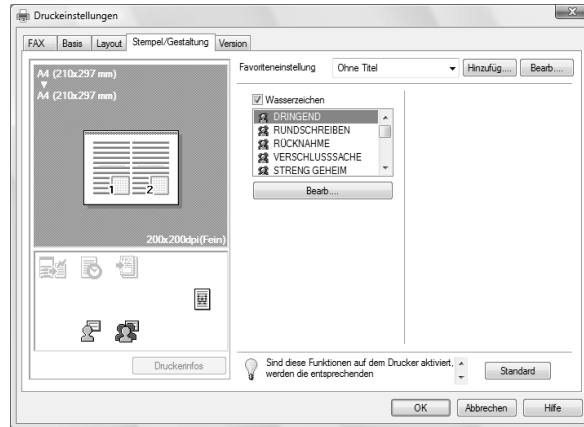 Druckeinstellungen
FAX Basis Layout Stempel/Gestaltung Version
A4 (210x297 mm)
A4 (210x297 mm)
1 2
200x200dpi(Fein)
Druckerinfos
Favoriteneinstellung Ohne Titel Hinzufüg.... Bearb....
Wasserzeichen
DRINGEND
RUNDSCHREIBEN
RÜCKNAHME
VERSCHLUSSSACHE
STRENG GEHEIM
Bearb....
Sind diese Funktionen auf dem Drucker aktiviert,
werden die entsprechenden
Standard
OK Abbrechen Hilfe